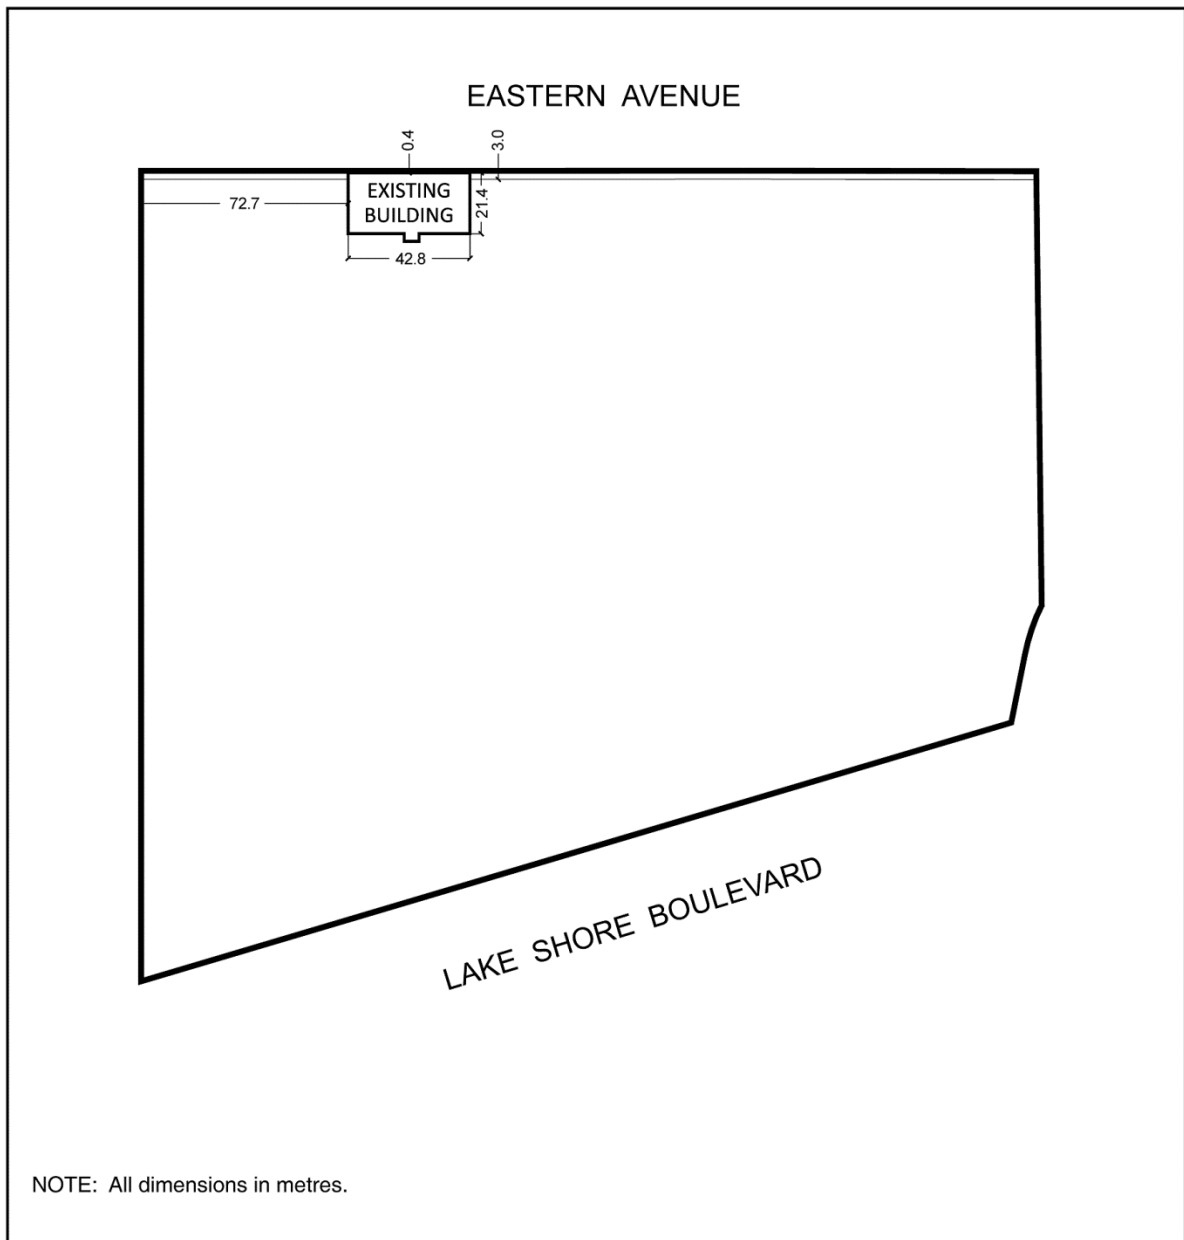 EASTERN AVENUE
0.4
3.0
EXISTING
BUILDING
72.7
21.4
42.8
LAKE SHORE BOULEVARD
NOTE: All dimensions in metres.